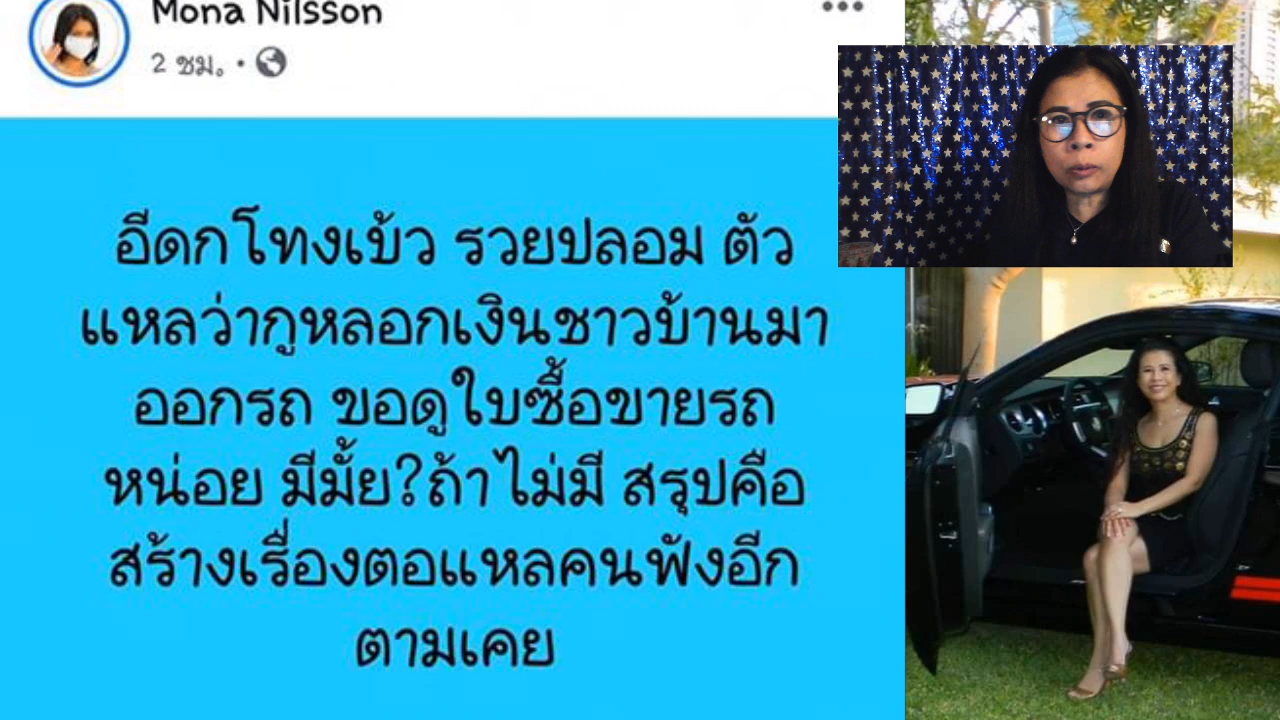 Mona Nilsson
2 ชม. •
อีดกโทงเบ้ว รวยปลอม ตัว
แหลว่ากูหลอกเงินชาวบ้านมา
ออกรถ ขอดูใบซื้อขายรถ
หน่อย มีมั้ย?ถ้าไม่มี สรุปคือ
สร้างเรื่องตอแหลคนฟังอีก
ตามเคย